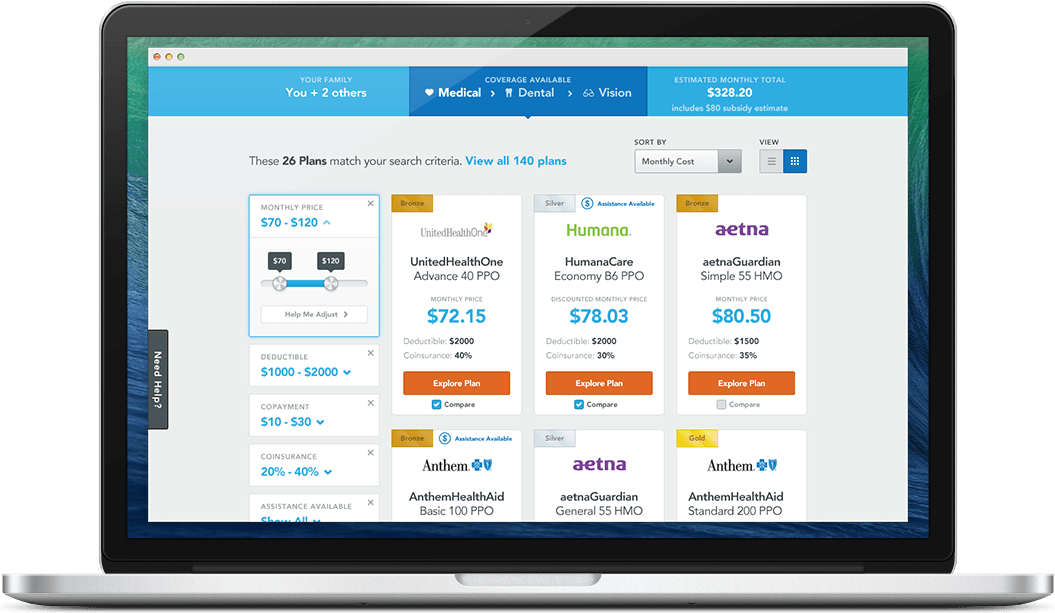 YOUR FAMILY
You + 2 others
COVERAGE AVAILABLE
Medical > Dental > Vision
ESTIMATED MONTHLY TOTAL
$328.20
includes $80 subsidy estimate
These 26 Plans match your search criteria. View all 140 plans
SORT BY
Monthly Cost
VIEW
MONTHLY PRICE
$70 - $120
$70
$120
Help Me Adjust >
DEDUCTIBLE
$1000 - $2000
COPAYMENT
$10 - $30
COINSURANCE
20% - 40%
ASSISTANCE AVAILABLE
Show All
Need Help?
Bronze
UnitedHealthOne
UnitedHealthOne
Advance 40 PPO
MONTHLY PRICE
$72.15
Deductible: $2000
Coinsurance: 40%
Explore Plan
Compare
Silver
Assistance Available
Humana.
HumanaCare
Economy B6 PPO
DISCOUNTED MONTHLY PRICE
$78.03
Deductible: $2000
Coinsurance: 30%
Explore Plan
Compare
Bronze
aetna
aetnaGuardian
Simple 55 HMO
MONTHLY PRICE
$80.50
Deductible: $1500
Coinsurance: 35%
Explore Plan
Compare
Bronze
Assistance Available
Anthem.
AnthemHealthAid
Basic 100 PPO
Silver
aetna
aetnaGuardian
General 55 HMO
Gold
Anthem.
AnthemHealthAid
Standard 200 PPO